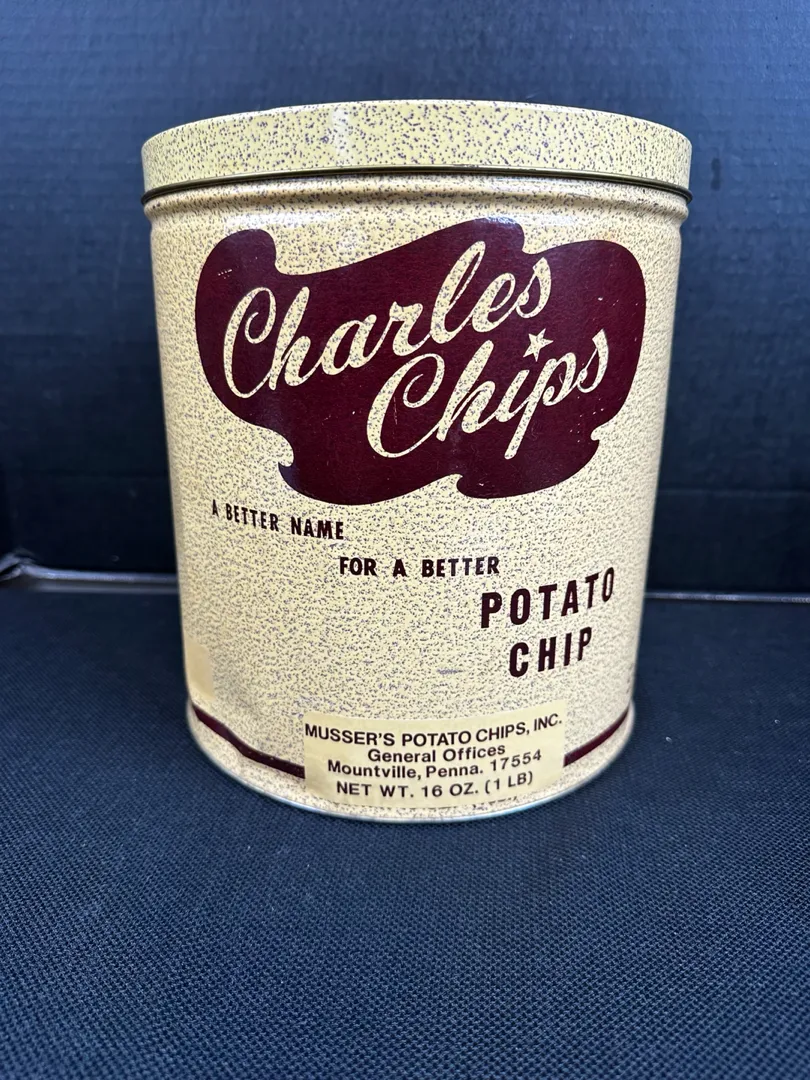 Charles
Chips
A BETTER NAME
FOR A BETTER
POTATO
CHIP
MUSSER'S POTATO CHIPS, INC.
General Offices
Mountville, Penna. 17554
NET WT. 16 OZ. (1 LB)